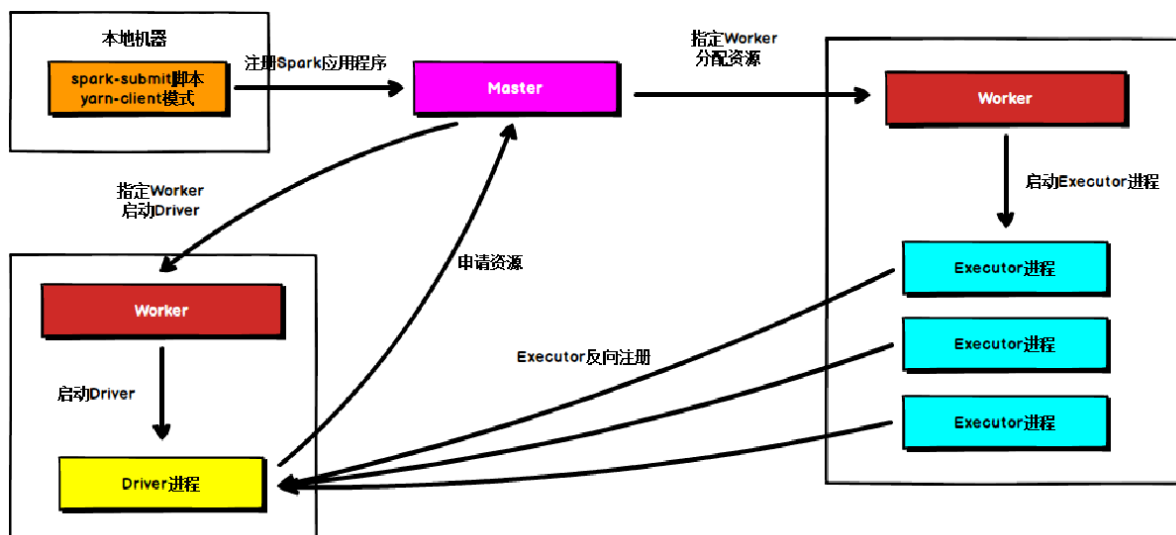 本地机器
spark-submit脚本
yarn-client模式
注册Spark应用程序
Master
指定Worker
分配资源
Worker
启动Executor进程
Executor进程
Executor进程
Executor进程
指定Worker
启动Driver
申请资源
Executor反向注册
Worker
启动Driver
Driver进程